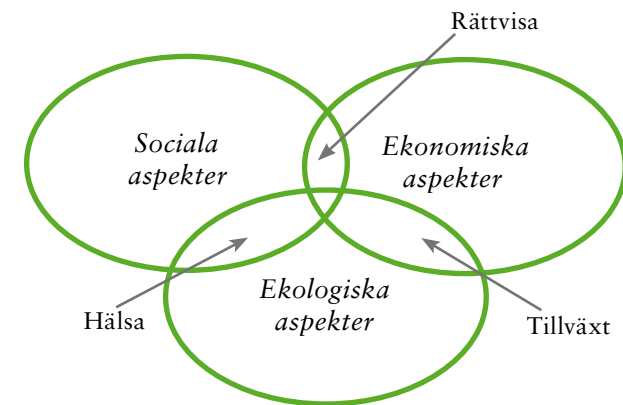 Rättvisa
Sociala
aspekter
Ekonomiska
aspekter
Ekologiska
aspekter
Hälsa
Tillväxt